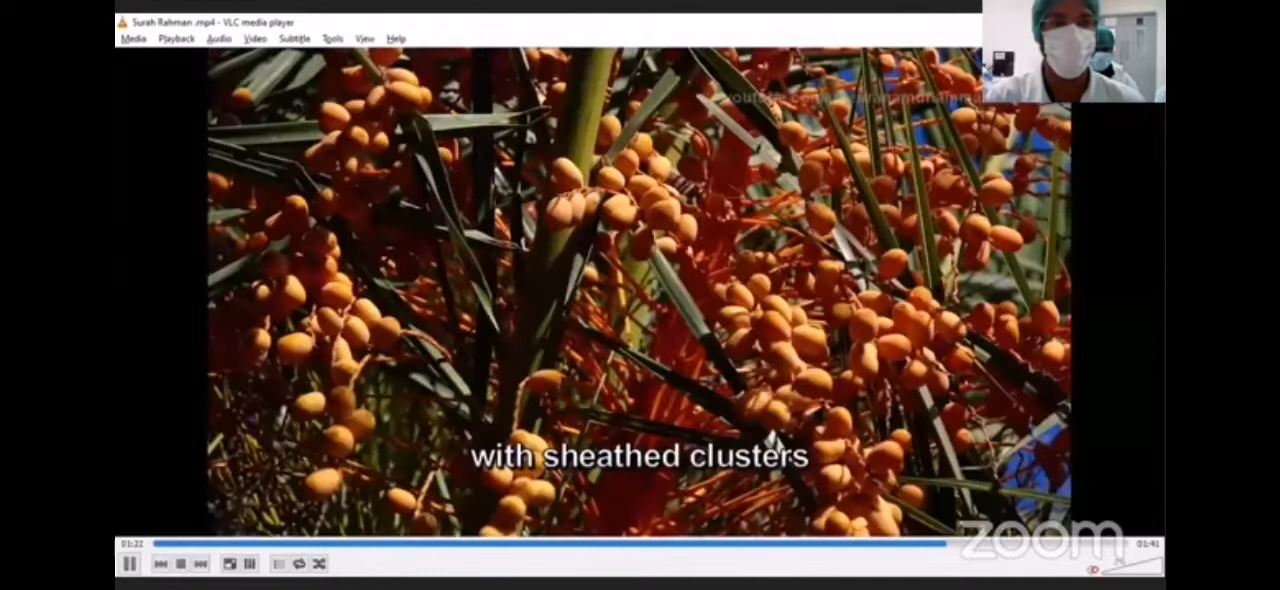 Surah Rahman .mp4 - VLC media player
Media Playback Audio Video Subtitle Tools View Help
with sheathed clusters
zoom
01:22
01:41